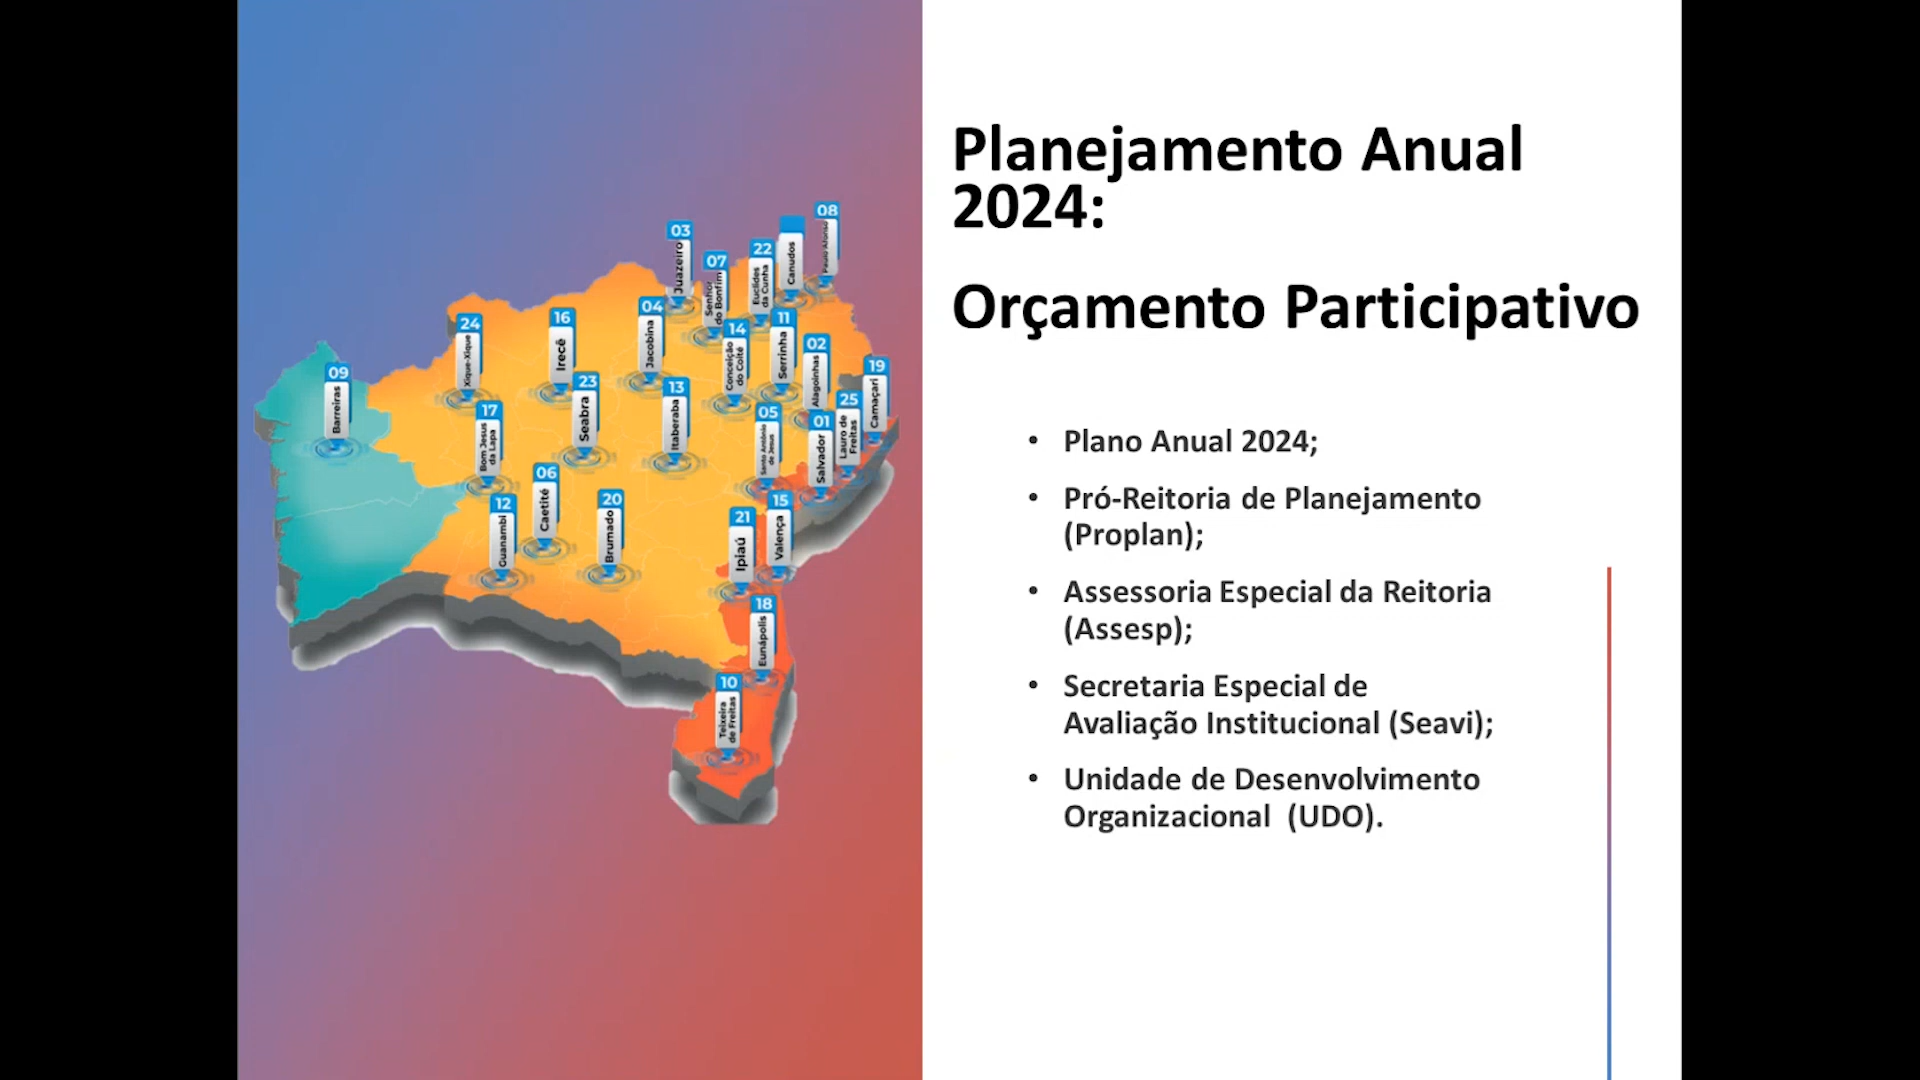 08
Paulo Afonso
03
Juazeiro
Canudos
22
Euclides
da Cunha
07
Senhor
do Bonfim
04
Jacobina
16
Irecê
24
Xique-Xique
11
Serrinha
14
Conceição
do Coité
02
Alagoinhas
19
Camaçari
09
Barreiras
23
Seabra
13
Itaberaba
25
Lauro de
Freitas
17
Bom Jesus
da Lapa
05
Santo Antônio
de Jesus
01
Salvador
06
Caetité
12
Guanambi
20
Brumado
15
Valença
21
Ipiaú
18
Eunápolis
10
Teixeira
de Freitas
Planejamento Anual
2024:
Orçamento Participativo
• Plano Anual 2024;
• Pró-Reitoria de Planejamento
(Proplan);
• Assessoria Especial da Reitoria
(Assesp);
• Secretaria Especial de
Avaliação Institucional (Seavi);
• Unidade de Desenvolvimento
Organizacional (UDO).